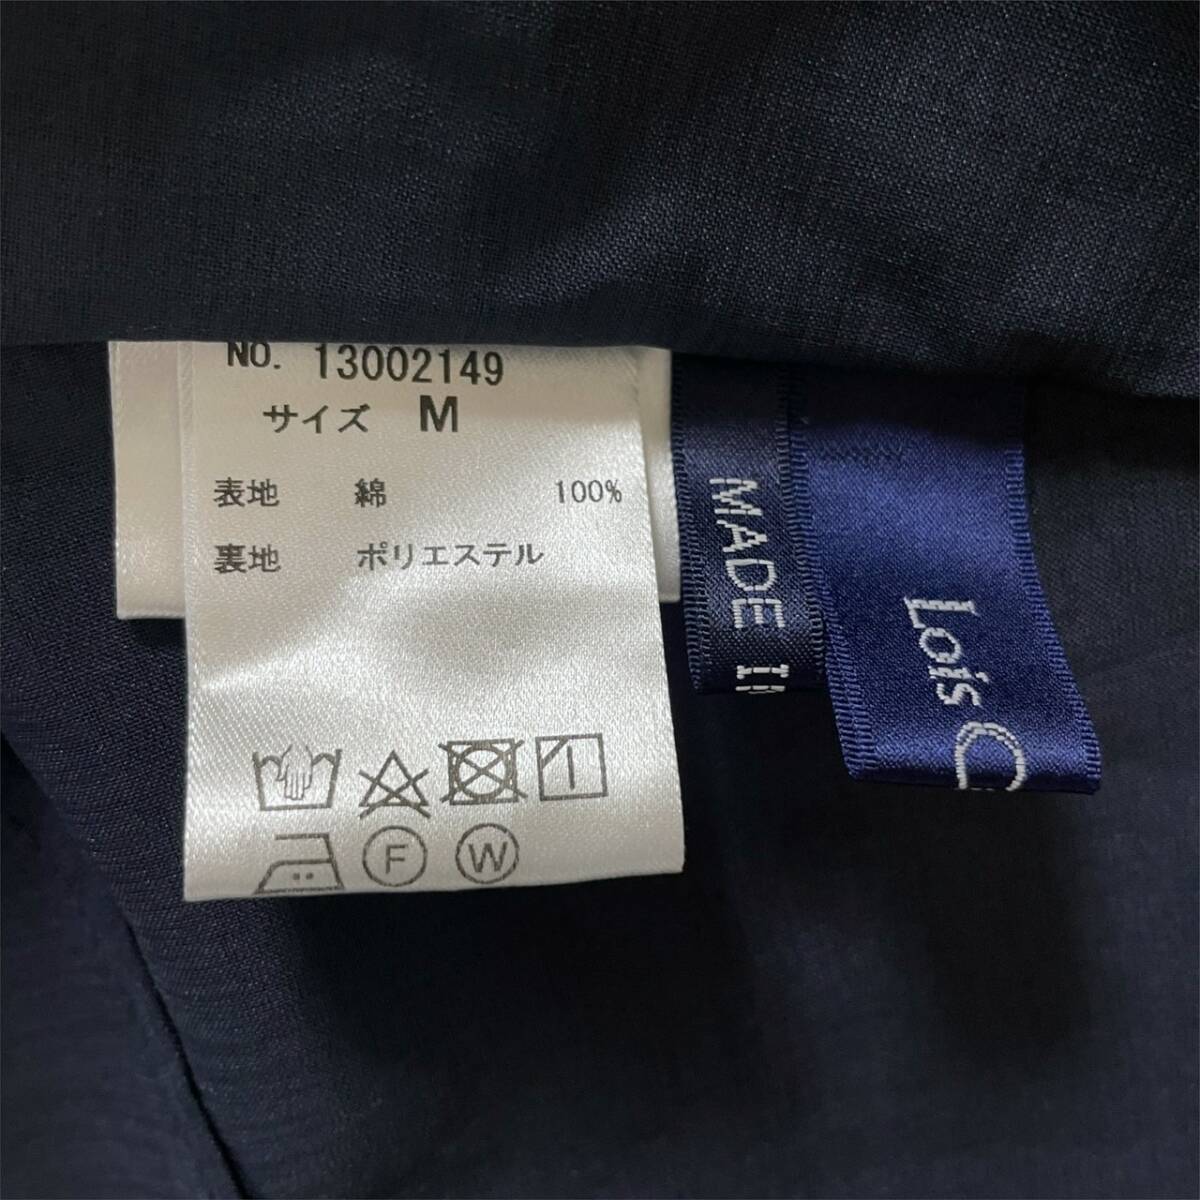 NO. 13002149
サイズ M
表地 綿 100%
裏地 ポリエステル
F W
MADE
Lois